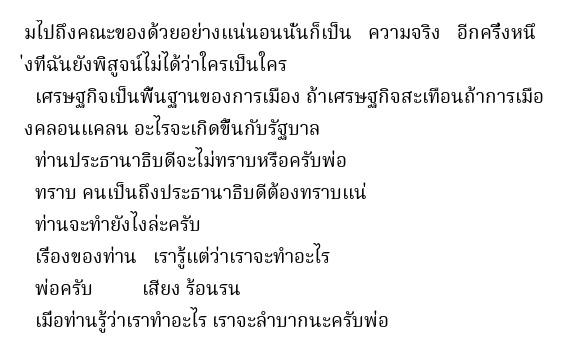 มไปถึงคณะของด้วยอย่างแน่นอนนั้นก็เป็น ความจริง อีกครึ่งหนึ
่งที่ฉันยังพิสูจน์ไม่ได้ว่าใครเป็นใคร
เศรษฐกิจเป็นพื้นฐานของการเมือง ถ้าเศรษฐกิจสะเทือนถ้าการเมือ
งคลอนแคลน อะไรจะเกิดขึ้นกับรัฐบาล
ท่านประธานาธิบดีจะไม่ทราบหรือครับพ่อ
ทราบ คนเป็นถึงประธานาธิบดีต้องทราบแน่
ท่านจะทำยังไงล่ะครับ
เรื่องของท่าน เรารู้แต่ว่าเราจะทำอะไร
พ่อครับ เสียง ร้อนรน
เมื่อท่านรู้ว่าเราทำอะไร เราจะลำบากนะครับพ่อ